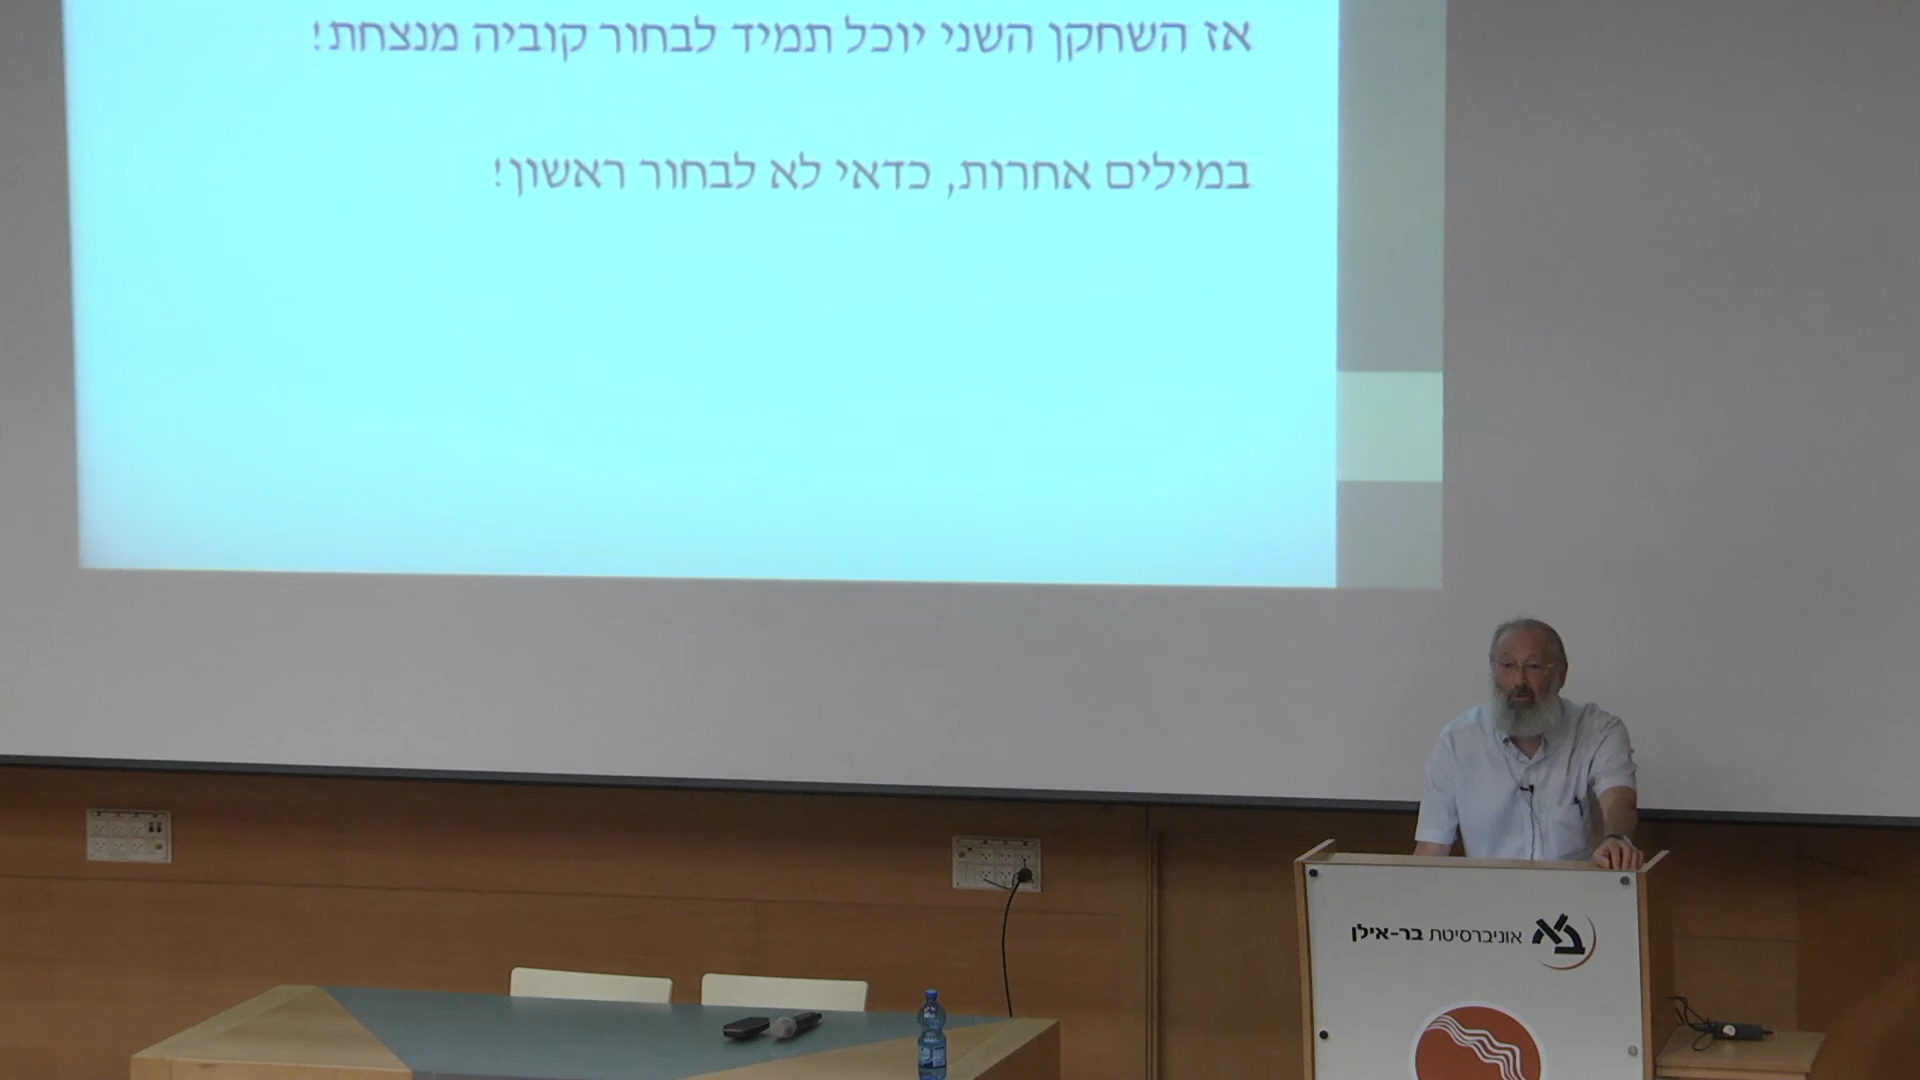 אז השחקן השני יוכל תמיד לבחור קוביה מנצחת!
במילים אחרות, כדאי לא לבחור ראשון!
אוניברסיטת בר-אילן